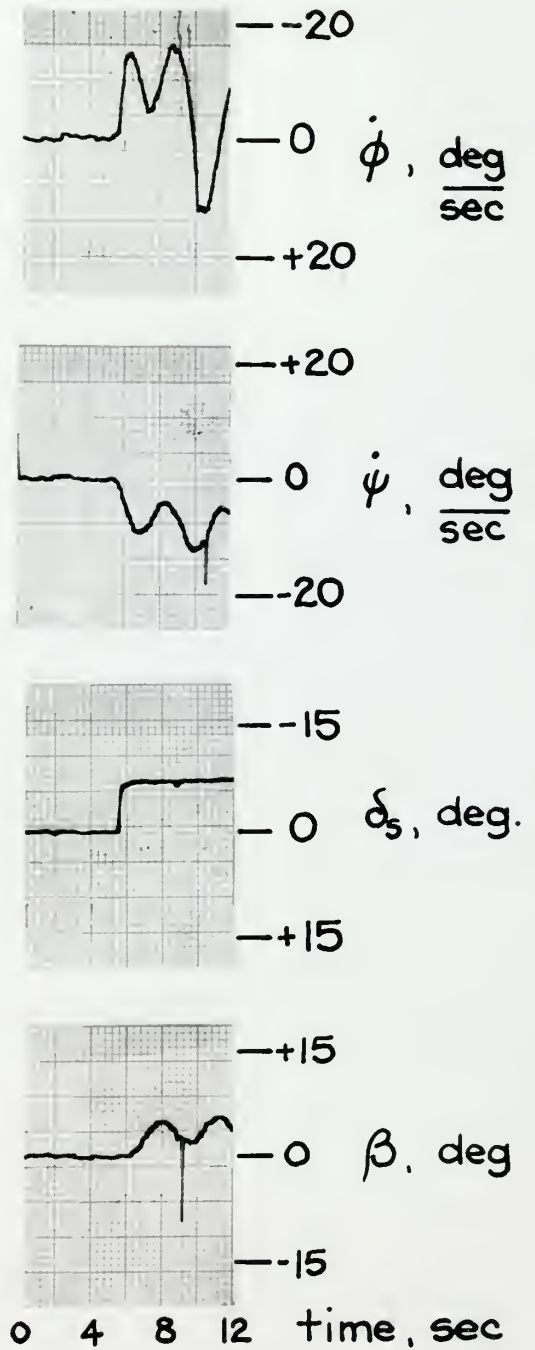 -20
0 φ̇, deg/sec
+20
+20
0 ψ̇, deg/sec
-20
-15
0 δs, deg.
+15
+15
0 β, deg
-15
0 4 8 12 time, sec